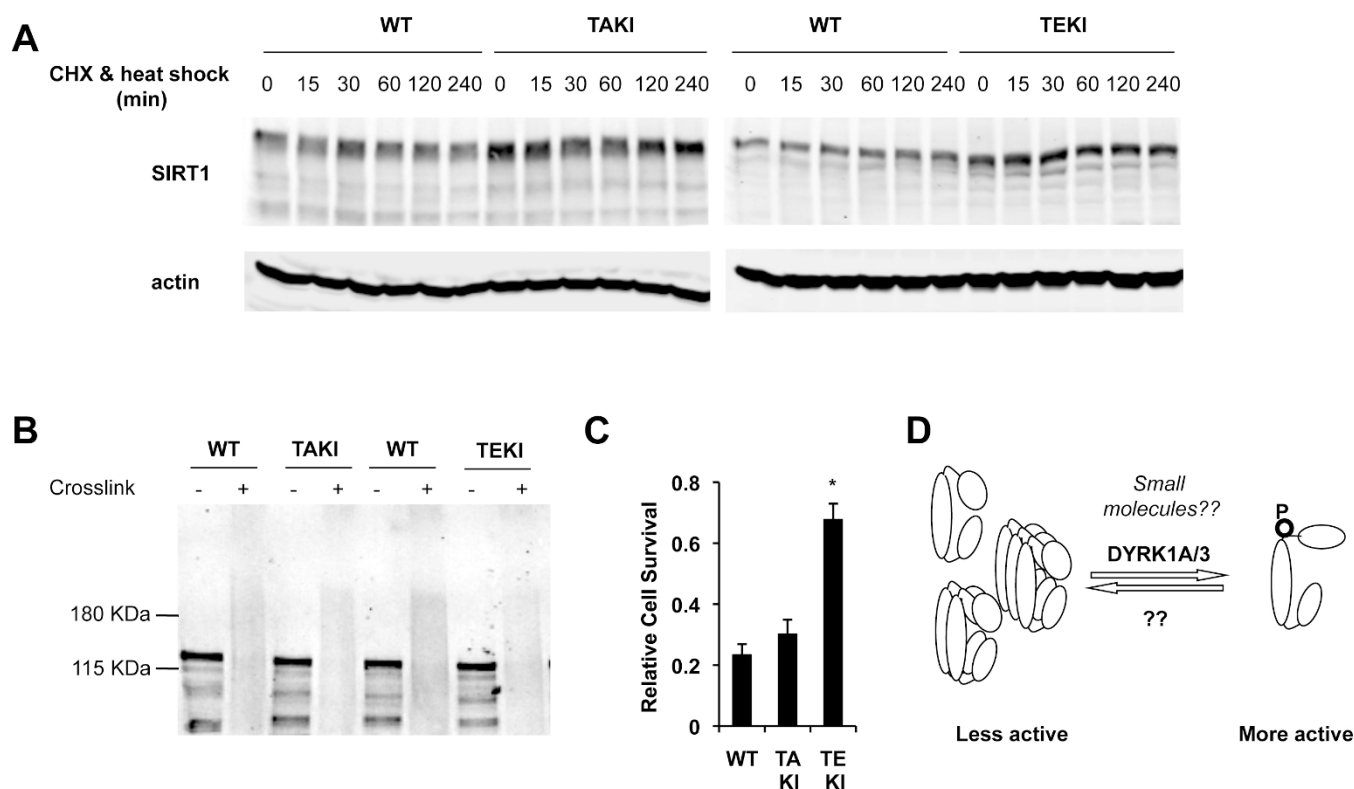 A
WT TAKI WT TEKI
CHX & heat shock
(min)
0 15 30 60 120 240 0 15 30 60 120 240 0 15 30 60 120 240 0 15 30 60 120 240
SIRT1
actin
B
WT TAKI WT TEKI
Crosslink - + - + - + - +
180 KDa
115 KDa
C
Relative Cell Survival
0.8
0.6
0.4
0.2
0
*
WT TA TE
KI KI
D
Small
molecules??
DYRK1A/3
??
P
Less active More active